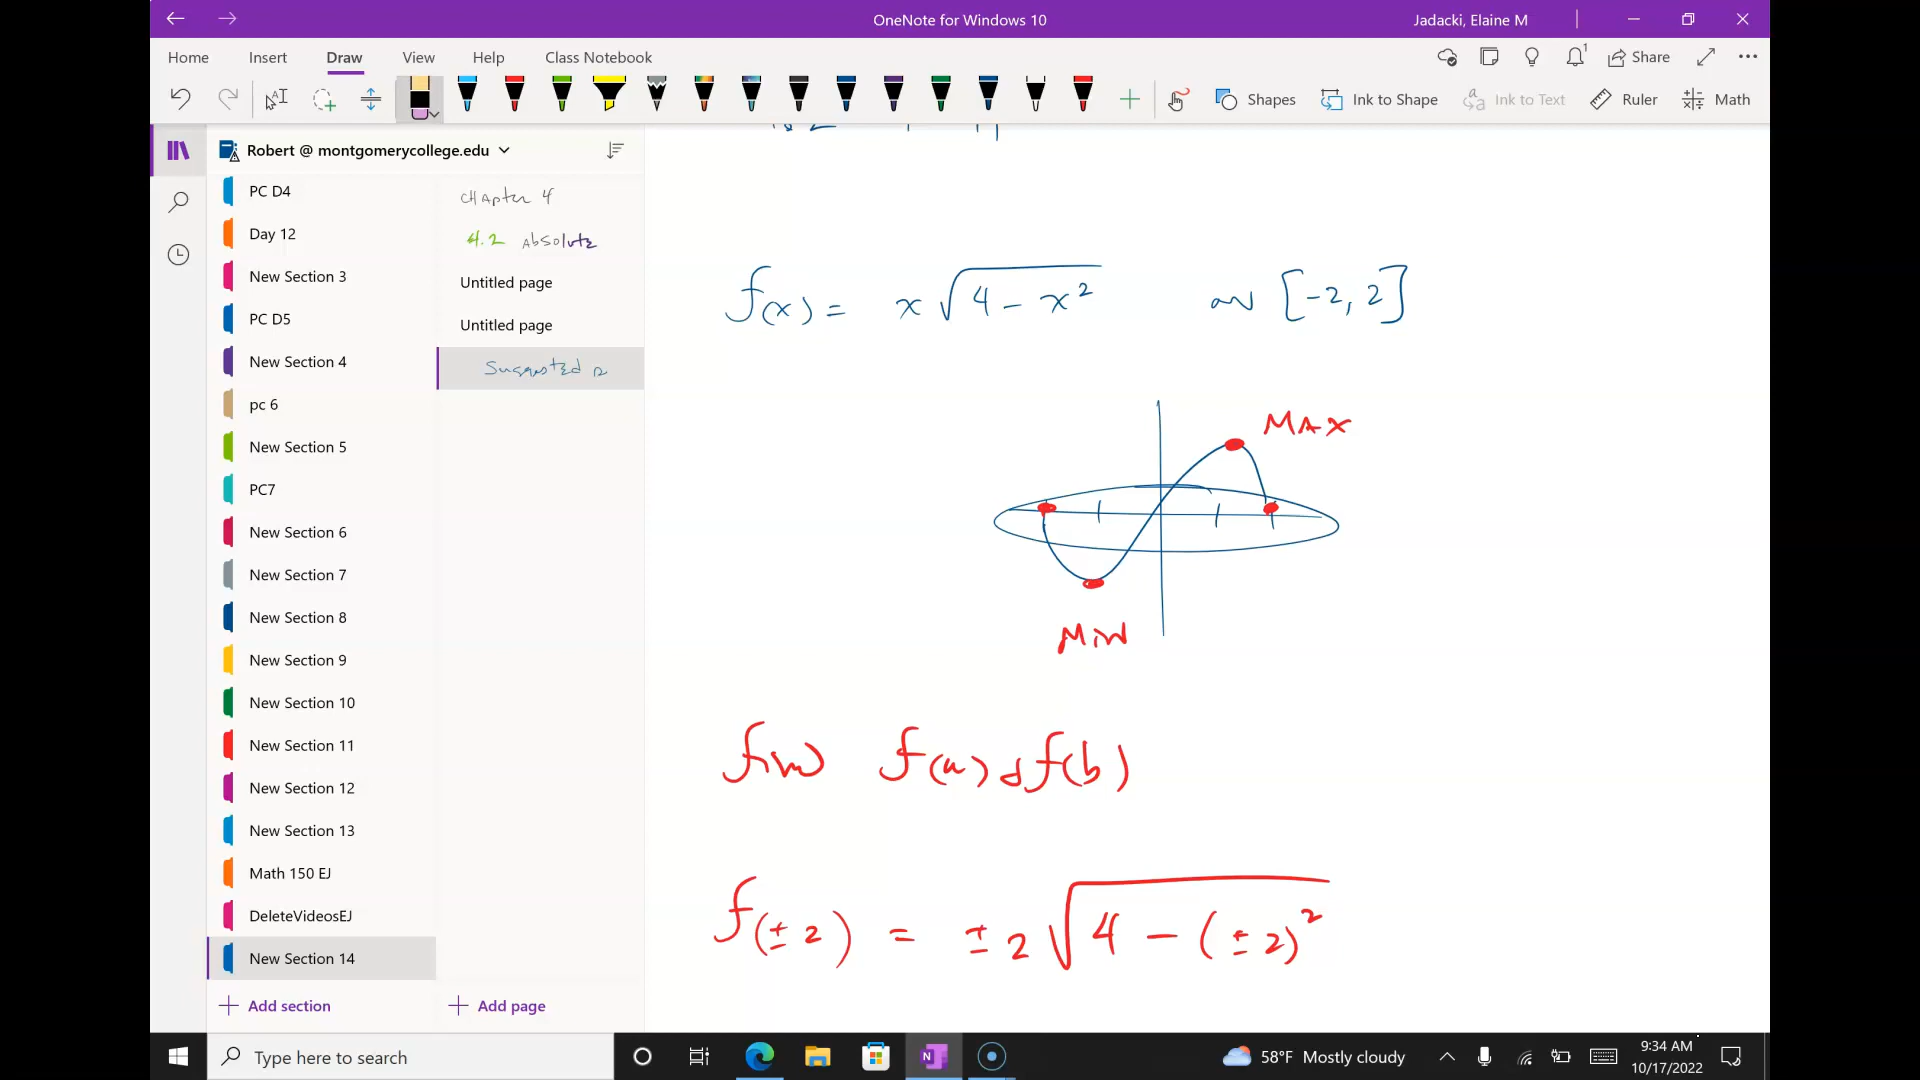 OneNote for Windows 10
Jadacki, Elaine M
Home Insert Draw View Help Class Notebook
1
Share
Shapes Ink to Shape Ink to Text Ruler Math
Robert @ montgomerycollege.edu
PC D4
Day 12
New Section 3
PC D5
New Section 4
pc 6
New Section 5
PC7
New Section 6
New Section 7
New Section 8
New Section 9
New Section 10
New Section 11
New Section 12
New Section 13
Math 150 EJ
DeleteVideosEJ
New Section 14
Add section
CHApter 4
4.2 Absolute
Untitled page
Untitled page
Suggested
Add page
f(x) = x √(4 - x²) on [-2, 2]
MAX
MIN
find f(a) & f(b)
f(±2) = ±2 √(4 - (±2)²)
Type here to search
58°F Mostly cloudy
9:34 AM
10/17/2022